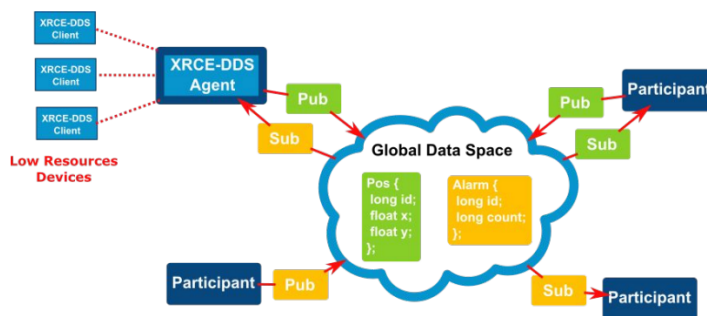 XRCE-DDS
Client
XRCE-DDS
Client
XRCE-DDS
Client
Low Resources
Devices
XRCE-DDS
Agent
Pub
Sub
Participant
Pub
Sub
Global Data Space
Pos {
long id;
float x;
float y;
};
Alarm {
long id;
long count;
};
Participant
Pub
Sub
Participant